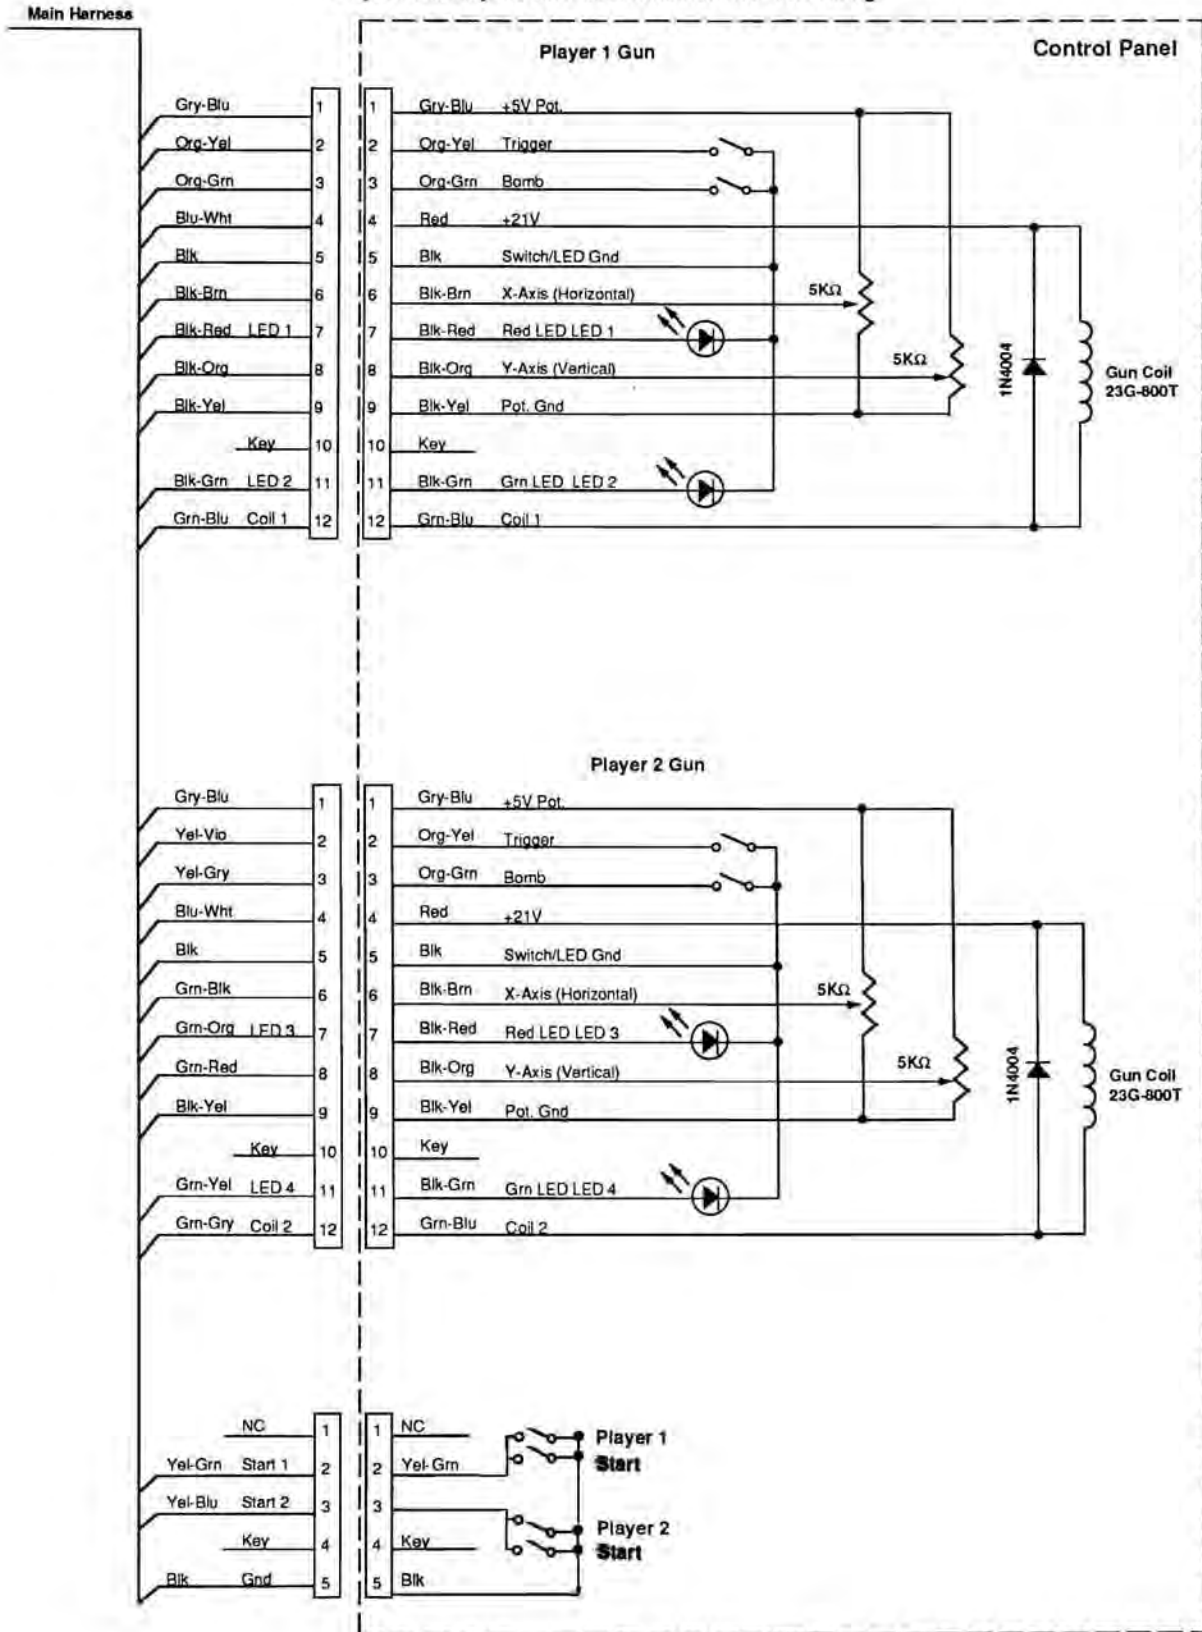 Main Harness
Control Panel
Player 1 Gun
Gry-Blu 1 1 Gry-Blu +5V Pot.
Org-Yel 2 2 Org-Yel Trigger
Org-Grn 3 3 Org-Grn Bomb
Blu-Wht 4 4 Red +21V
Blk 5 5 Blk Switch/LED Gnd
Blk-Brn 6 6 Blk-Brn X-Axis (Horizontal) 5KΩ
Blk-Red LED 1 7 7 Blk-Red Red LED LED 1
Blk-Org 8 8 Blk-Org Y-Axis (Vertical) 5KΩ
1N4004
Gun Coil
23G-800T
Blk-Yel 9 9 Blk-Yel Pot. Gnd
Key 10 10 Key
Blk-Grn LED 2 11 11 Blk-Grn Grn LED LED 2
Grn-Blu Coil 1 12 12 Grn-Blu Coil 1
Player 2 Gun
Gry-Blu 1 1 Gry-Blu +5V Pot.
Yel-Vio 2 2 Org-Yel Trigger
Yel-Gry 3 3 Org-Grn Bomb
Blu-Wht 4 4 Red +21V
Blk 5 5 Blk Switch/LED Gnd
Grn-Blk 6 6 Blk-Brn X-Axis (Horizontal) 5KΩ
Grn-Org LED 3 7 7 Blk-Red Red LED LED 3
Grn-Red 8 8 Blk-Org Y-Axis (Vertical) 5KΩ
1N4004
Gun Coil
23G-800T
Blk-Yel 9 9 Blk-Yel Pot. Gnd
Key 10 10 Key
Grn-Yel LED 4 11 11 Blk-Grn Grn LED LED 4
Grn-Gry Coil 2 12 12 Grn-Blu Coil 2
NC 1 1 NC
Player 1
Start
Yel-Grn Start 1 2 2 Yel-Grn
Yel-Blu Start 2 3 3
Player 2
Start
Key 4 4 Key
Blk Gnd 5 5 Blk